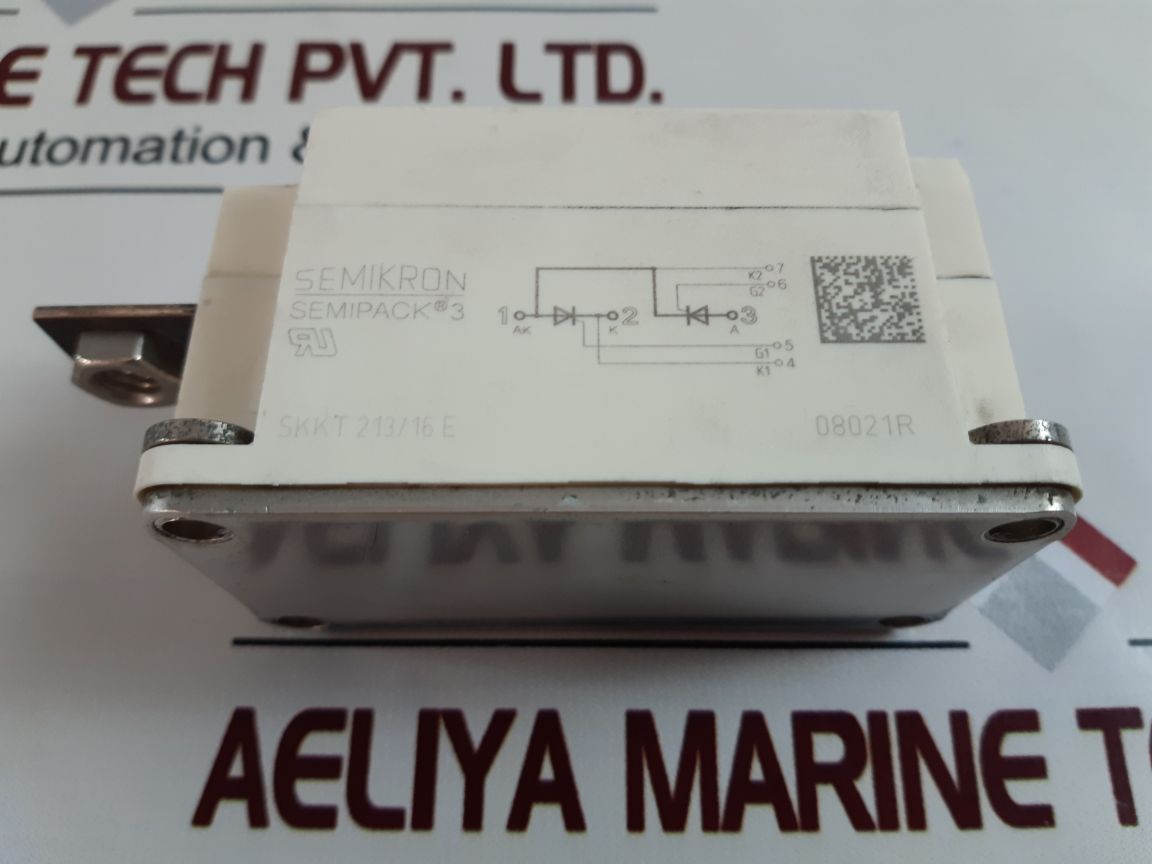 E TECH PVT. LTD.
utomation &
SEMIKRON
SEMIPACK® 3
1 AK 2 K 3 A
K2 7
G2 6
G1 5
K1 4
SKKT 213/16 E
08021R
AELIYA MARINE T